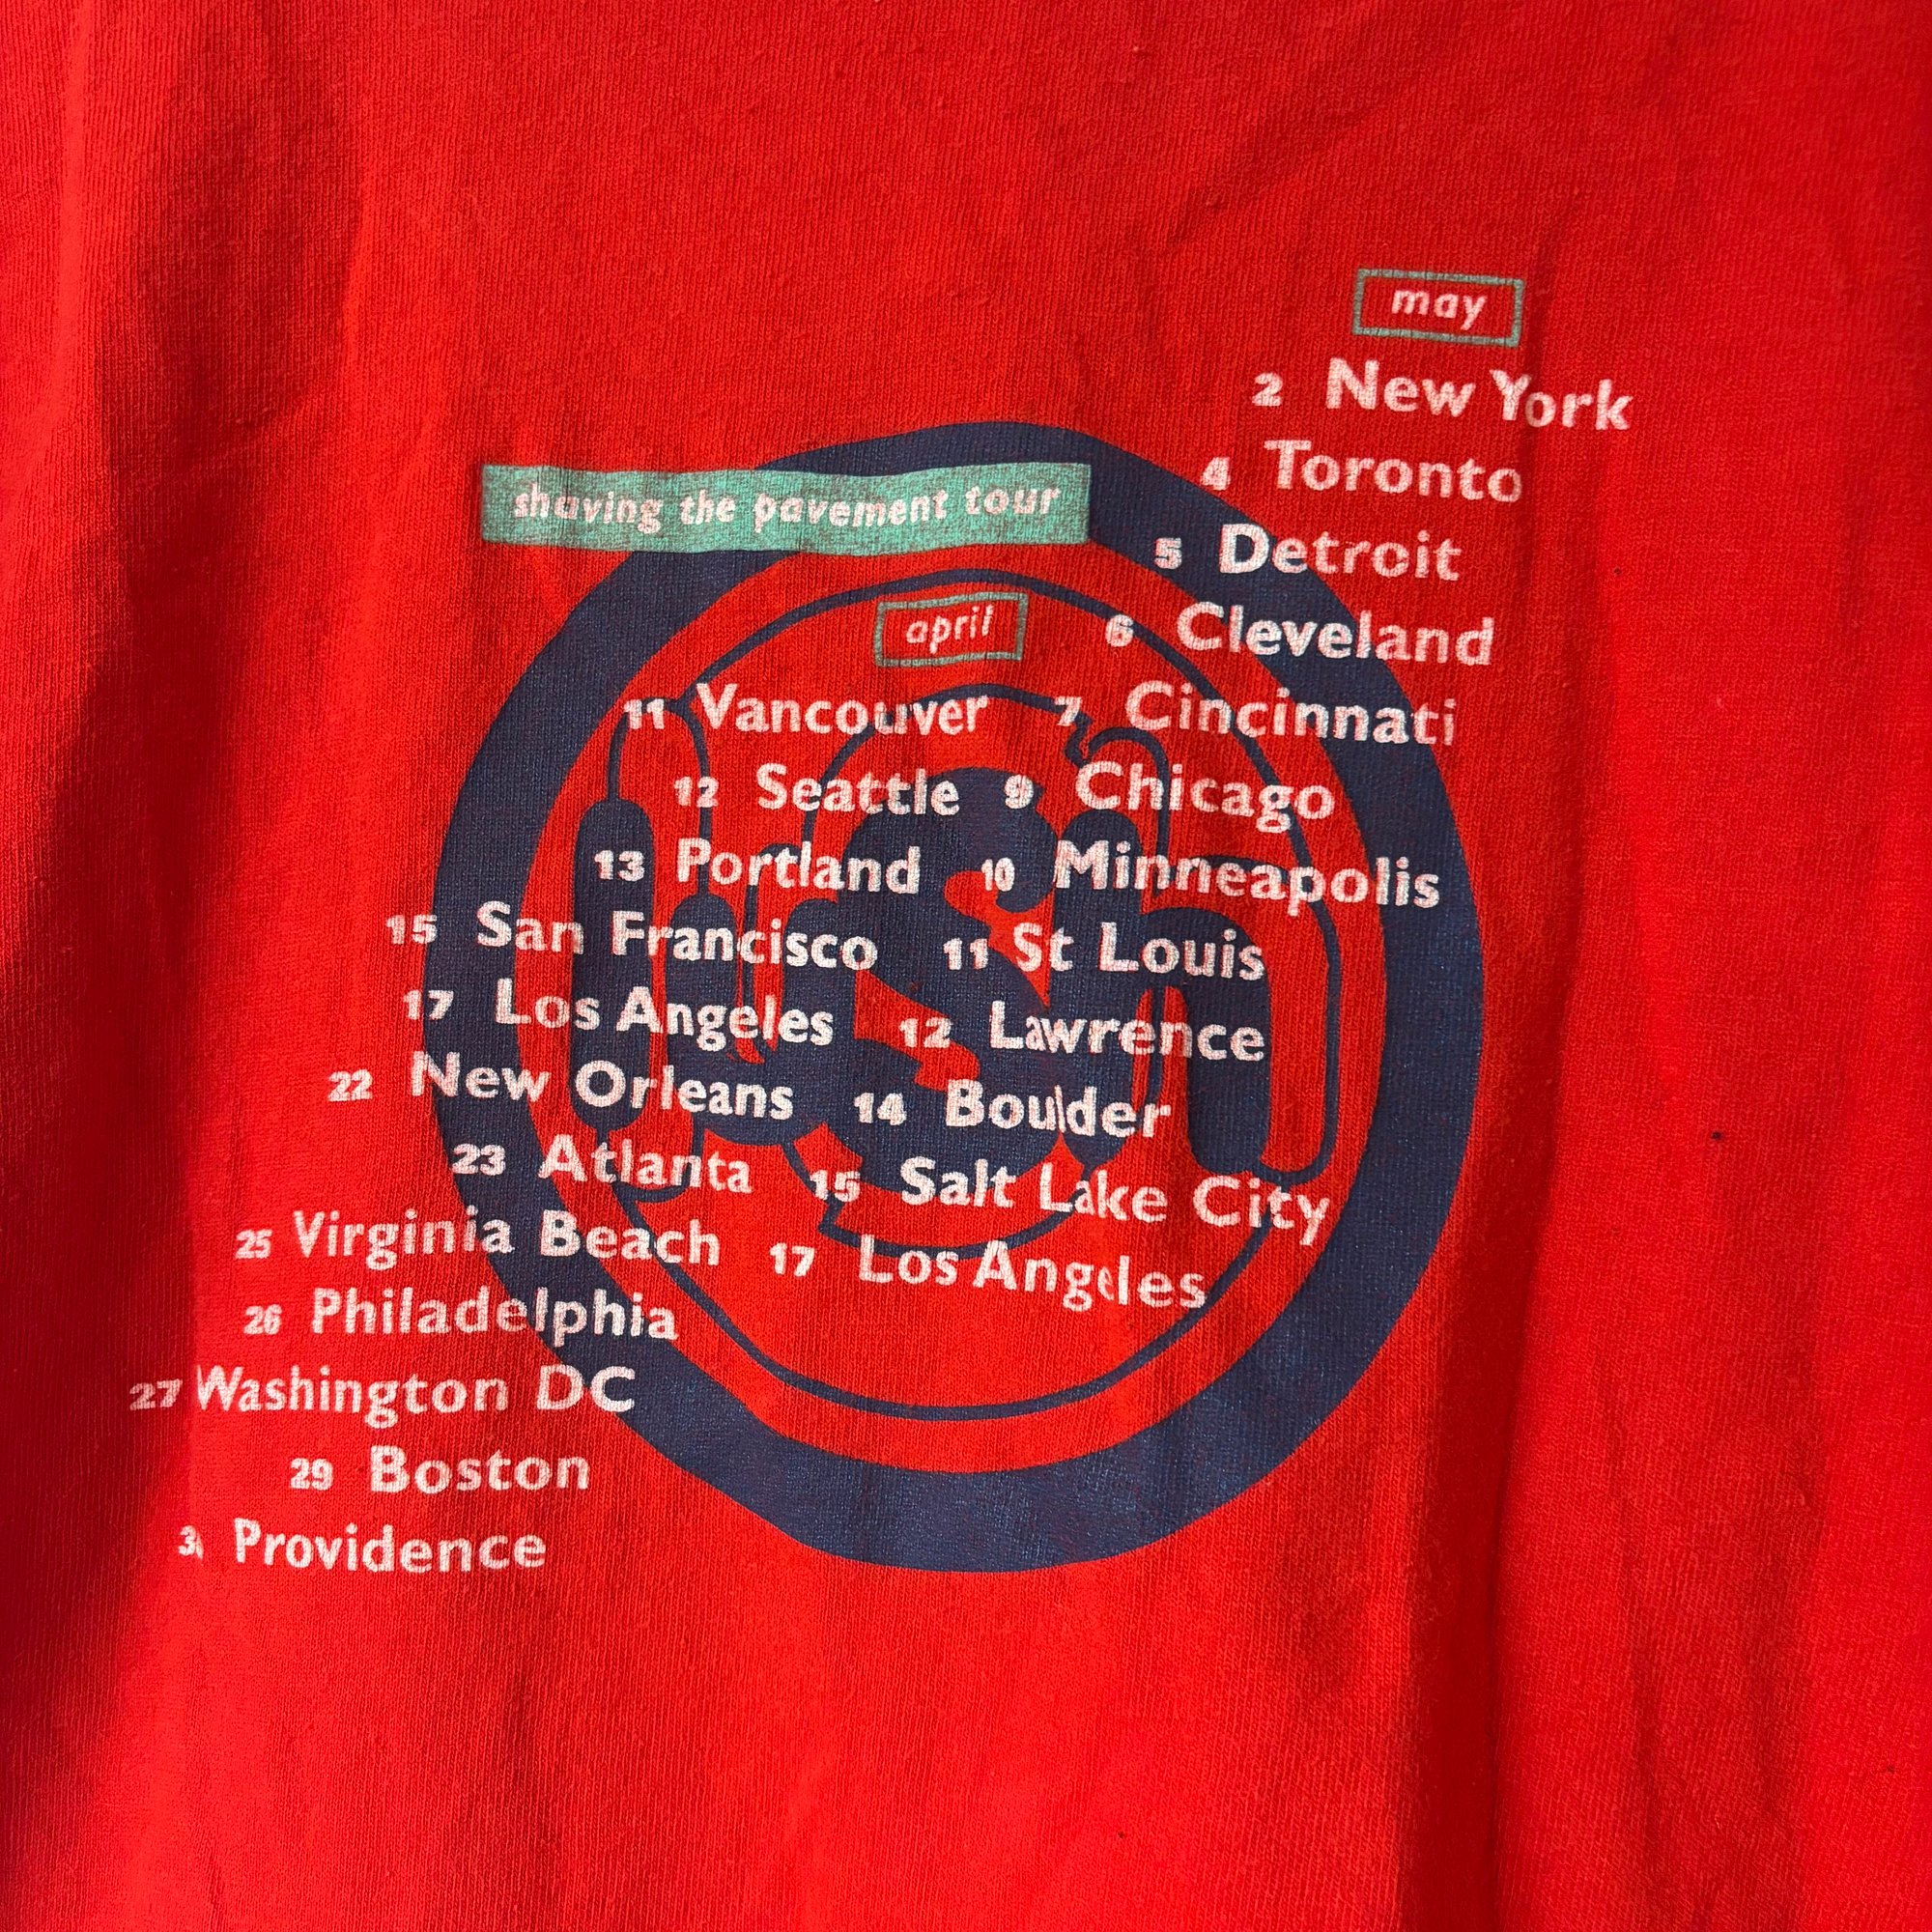 shaving the pavement tour
april
11 Vancouver
12 Seattle
13 Portland
15 San Francisco
17 Los Angeles
22 New Orleans
23 Atlanta
25 Virginia Beach
26 Philadelphia
27 Washington DC
29 Boston
30 Providence
may
2 New York
4 Toronto
5 Detroit
6 Cleveland
7 Cincinnati
9 Chicago
10 Minneapolis
11 St Louis
12 Lawrence
14 Boulder
15 Salt Lake City
17 Los Angeles
lush